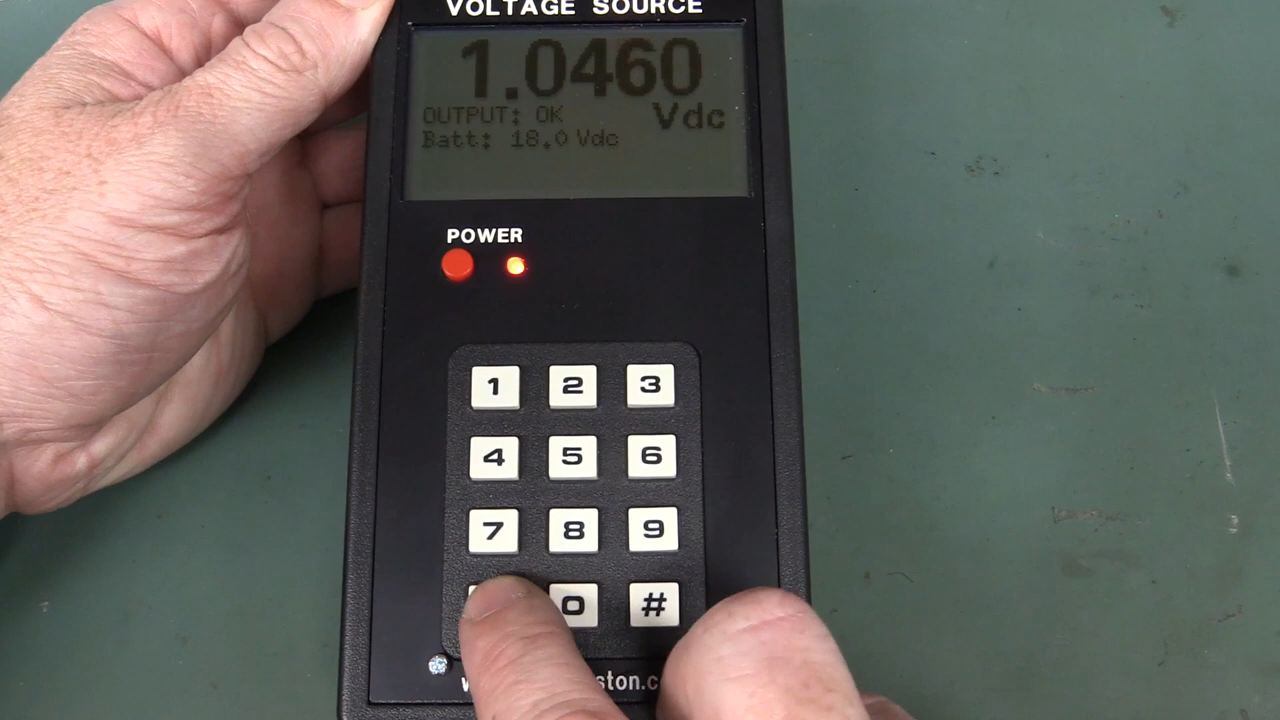 VOLTAGE SOURCE
1.0460
OUTPUT: OK Vdc
Batt: 18.0 Vdc
POWER
1 2 3
4 5 6
7 8 9
0 #